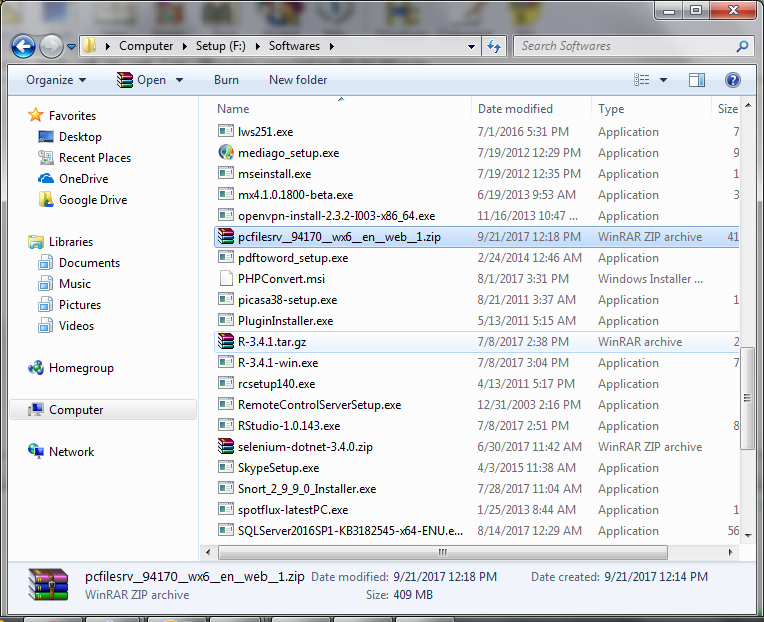 Computer Setup (F:) Softwares Search Softwares
Organize Open Burn New folder
Name Date modified Type Size
Favorites
Desktop
Recent Places
OneDrive
Google Drive
Libraries
Documents
Music
Pictures
Videos
Homegroup
Computer
Network
lws251.exe 7/1/2016 5:31 PM Application 7
mediago_setup.exe 7/19/2012 12:29 PM Application 9
mseinstall.exe 7/19/2012 12:35 PM Application 1
mx4.1.0.1800-beta.exe 6/19/2013 9:53 AM Application 3
openvpn-install-2.3.2-I003-x86_64.exe 11/16/2013 10:47 ... Application
pcfilesrv__94170__wx6__en__web__1.zip 9/21/2017 12:18 PM WinRAR ZIP archive 41
pdftoword_setup.exe 2/24/2014 12:46 AM Application
PHPConvert.msi 8/1/2017 3:31 PM Windows Installer ...
picasa38-setup.exe 8/21/2011 3:37 AM Application 1
PluginInstaller.exe 5/13/2011 5:15 AM Application
R-3.4.1.tar.gz 7/8/2017 2:38 PM WinRAR archive 2
R-3.4.1-win.exe 7/8/2017 3:04 PM Application 7
rcsetup140.exe 4/13/2011 5:17 PM Application
RemoteControlServerSetup.exe 12/31/2003 2:16 PM Application
RStudio-1.0.143.exe 7/8/2017 2:51 PM Application 8
selenium-dotnet-3.4.0.zip 6/30/2017 11:42 AM WinRAR ZIP archive
SkypeSetup.exe 4/3/2015 11:38 AM Application
Snort_2_9_9_0_Installer.exe 7/28/2017 11:04 AM Application
spotflux-latestPC.exe 1/25/2013 8:44 AM Application 1
SQLServer2016SP1-KB3182545-x64-ENU.e... 8/14/2017 12:29 AM Application 56
pcfilesrv__94170__wx6__en__web__1.zip Date modified: 9/21/2017 12:18 PM Date created: 9/21/2017 12:14 PM
WinRAR ZIP archive Size: 409 MB